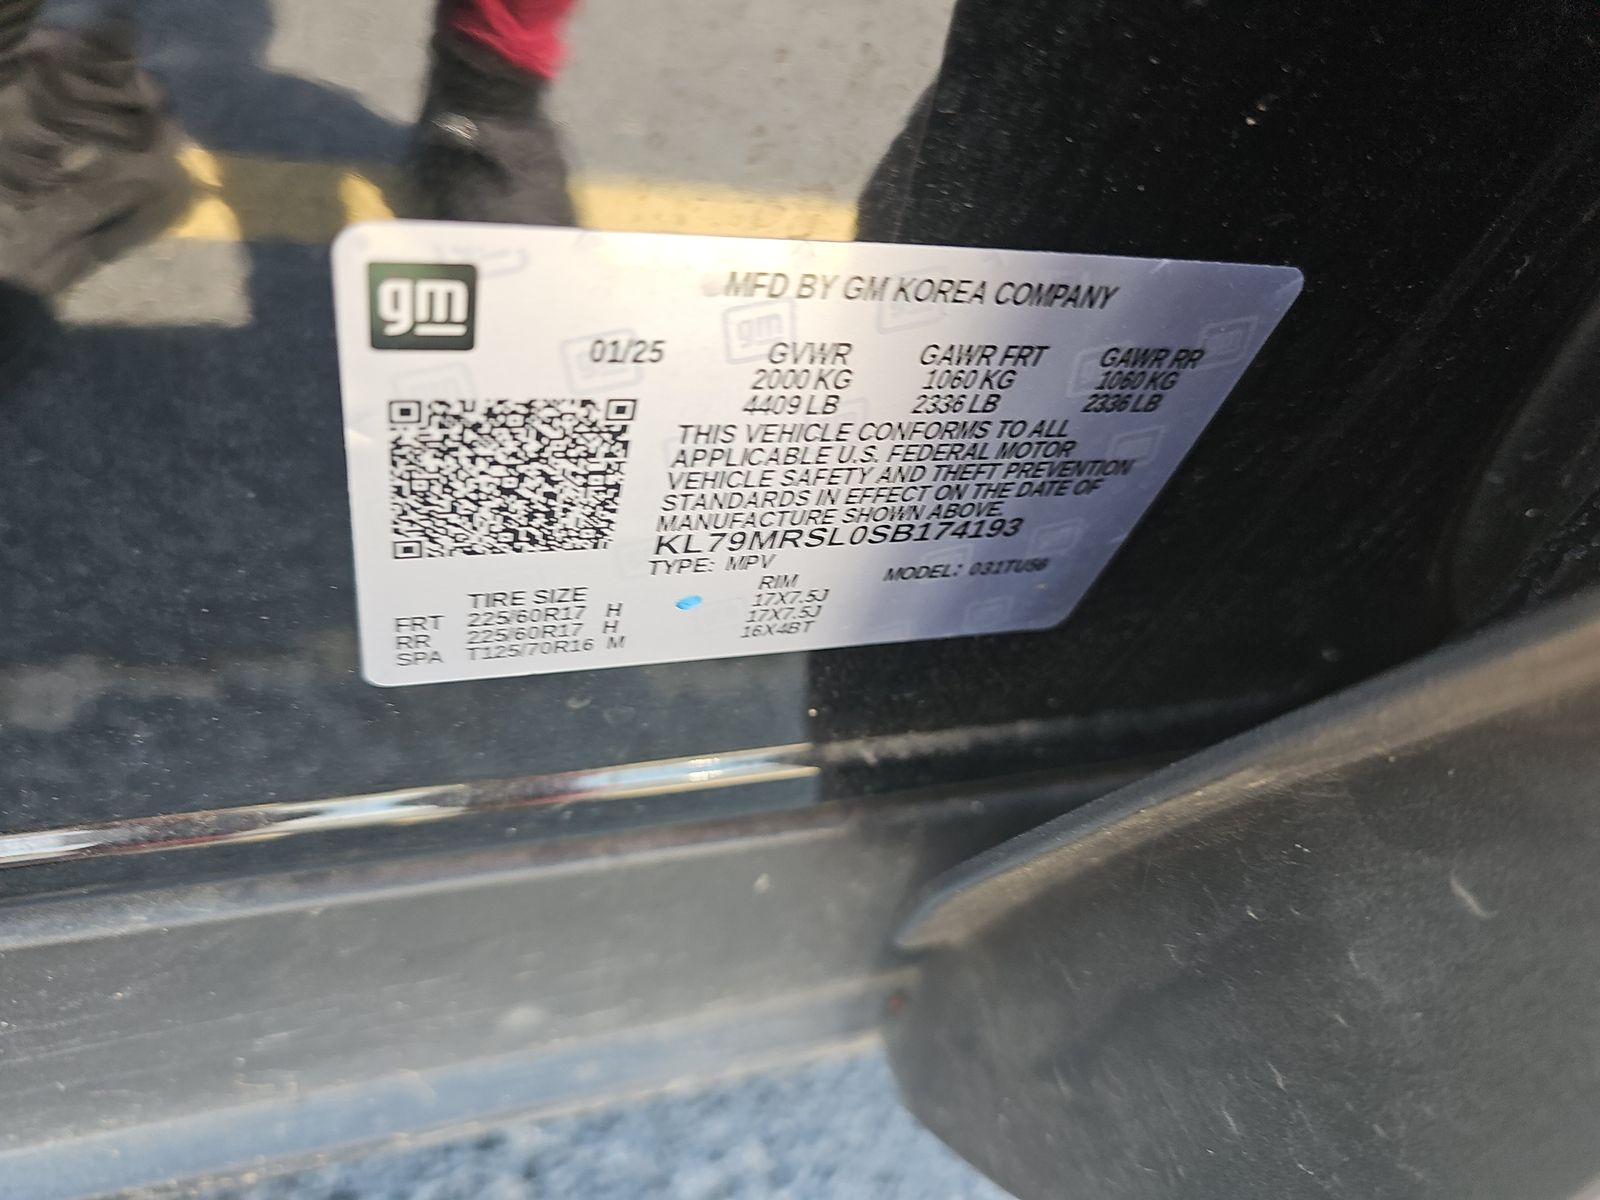 gm
MFD BY GM KOREA COMPANY
01/25 GVWR GAWR FRT GAWR RR
2000 KG 1060 KG 1060 KG
4409 LB 2336 LB 2336 LB
THIS VEHICLE CONFORMS TO ALL
APPLICABLE U.S. FEDERAL MOTOR
VEHICLE SAFETY AND THEFT PREVENTION
STANDARDS IN EFFECT ON THE DATE OF
MANUFACTURE SHOWN ABOVE.
KL79MRSL0SB174193
TYPE: MPV MODEL: 031TU56
TIRE SIZE RIM
FRT 225/60R17 H 17X7.5J
RR 225/60R17 H 17X7.5J
SPA T125/70R16 M 16X4BT